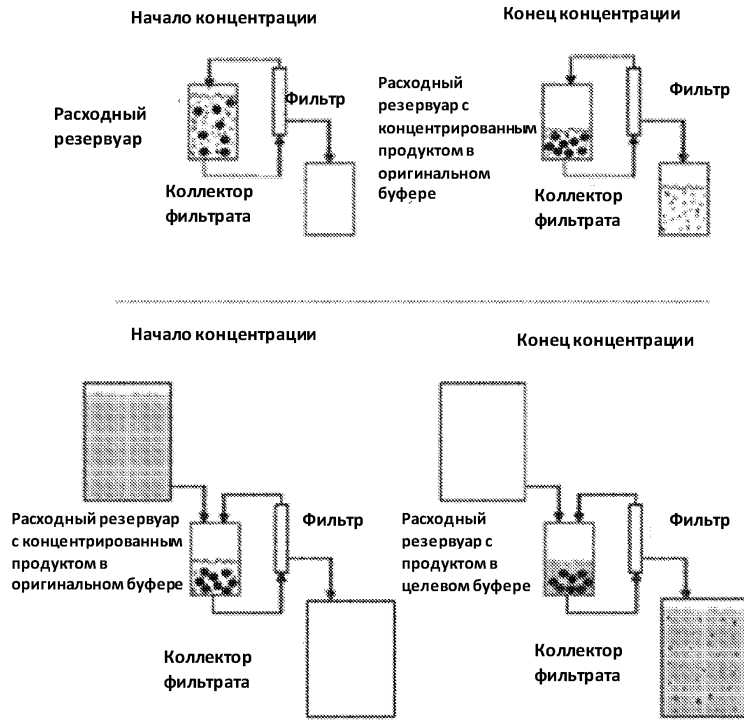 Начало концентрации
Конец концентрации
Расходный
резервуар
Фильтр
Коллектор
фильтрата
Расходный
резервуар с
концентрированным
продуктом в
оригинальном
буфере
Фильтр
Коллектор
фильтрата
Начало концентрации
Конец концентрации
Расходный резервуар
с концентрированным
продуктом в
оригинальном буфере
Фильтр
Коллектор
фильтрата
Расходный
резервуар с
продуктом в
целевом буфере
Фильтр
Коллектор
фильтрата